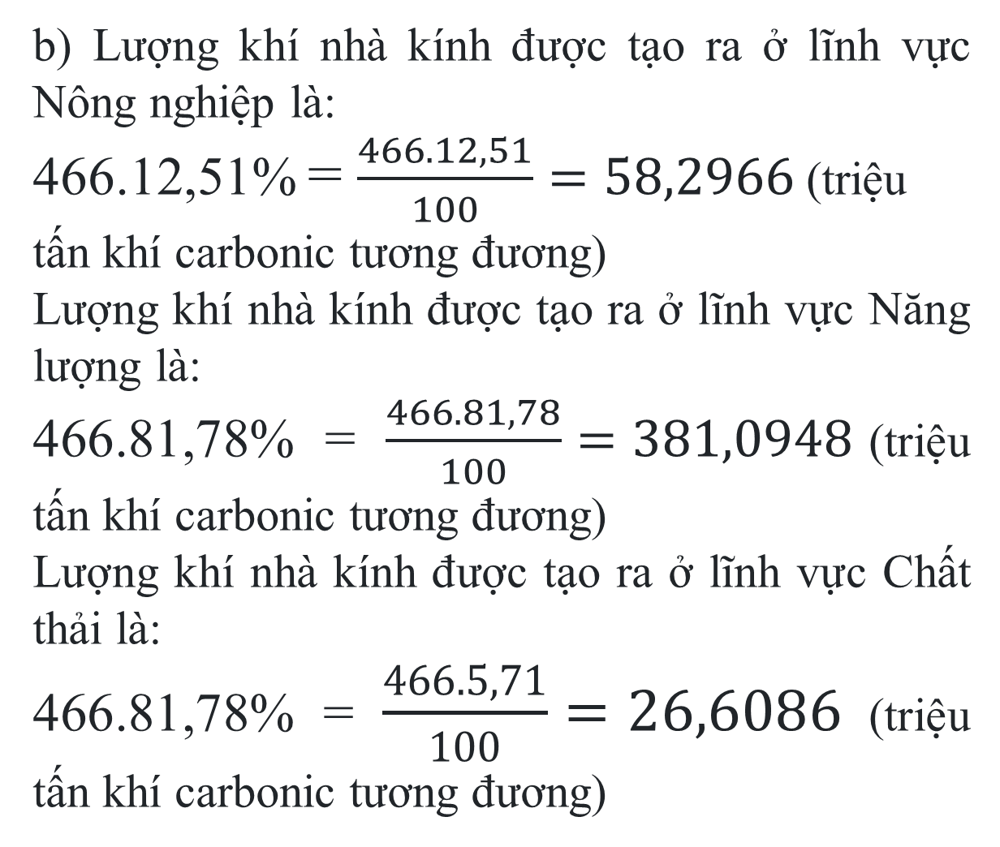 b) Lượng khí nhà kính được tạo ra ở lĩnh vực
Nông nghiệp là:
466.12,51% = \frac{466.12,51}{100} = 58,2966 (triệu
tấn khí carbonic tương đương)
Lượng khí nhà kính được tạo ra ở lĩnh vực Năng
lượng là:
466.81,78% = \frac{466.81,78}{100} = 381,0948 (triệu
tấn khí carbonic tương đương)
Lượng khí nhà kính được tạo ra ở lĩnh vực Chất
thải là:
466.81,78% = \frac{466.5,71}{100} = 26,6086 (triệu
tấn khí carbonic tương đương)